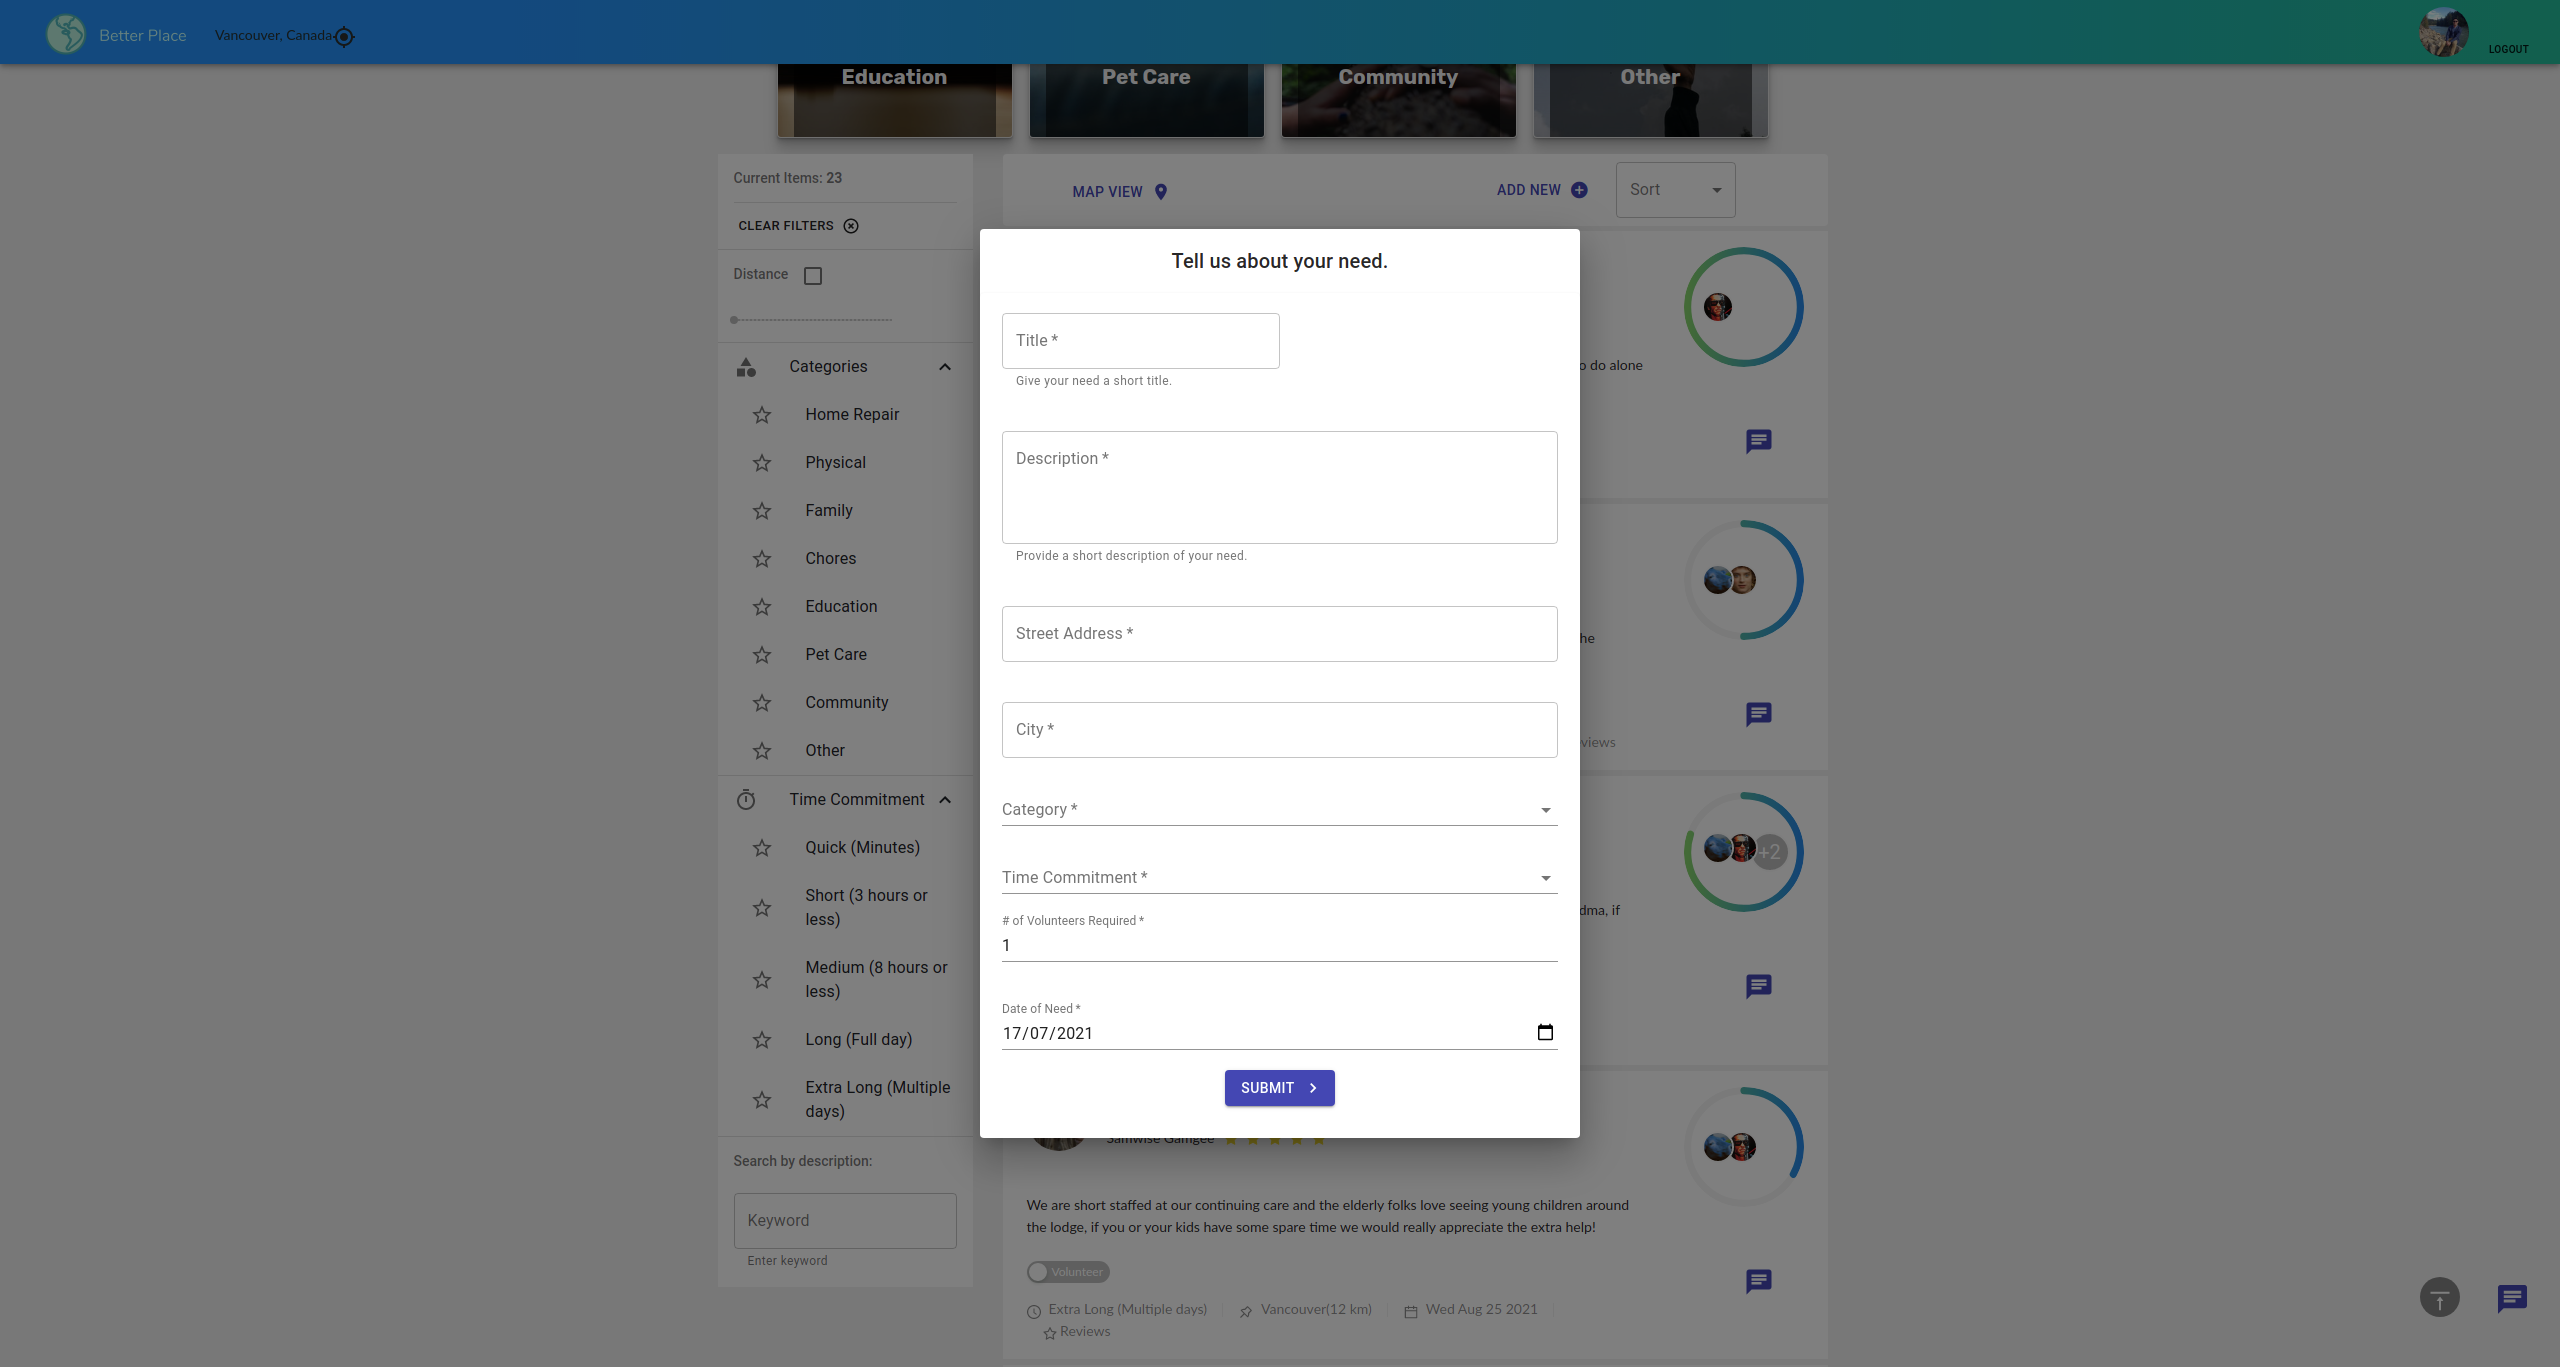 Better Place
Vancouver, Canada
LOGOUT
Education
Pet Care
Community
Other
Current Items: 23
CLEAR FILTERS
Distance
Categories
Home Repair
Physical
Family
Chores
Education
Pet Care
Community
Other
Time Commitment
Quick (Minutes)
Short (3 hours or
less)
Medium (8 hours or
less)
Long (Full day)
Extra Long (Multiple
days)
Search by description:
Keyword
Enter keyword
MAP VIEW
ADD NEW
Sort
Tell us about your need.
Title *
Give your need a short title.
Description *
Provide a short description of your need.
Street Address *
City *
Category *
Time Commitment *
# of Volunteers Required *
1
Date of Need *
17/07/2021
SUBMIT
o do alone
he
views
+2
dma, if
Samwise Gamgee
We are short staffed at our continuing care and the elderly folks love seeing young children around
the lodge, if you or your kids have some spare time we would really appreciate the extra help!
Volunteer
Extra Long (Multiple days)
Vancouver(12 km)
Wed Aug 25 2021
Reviews